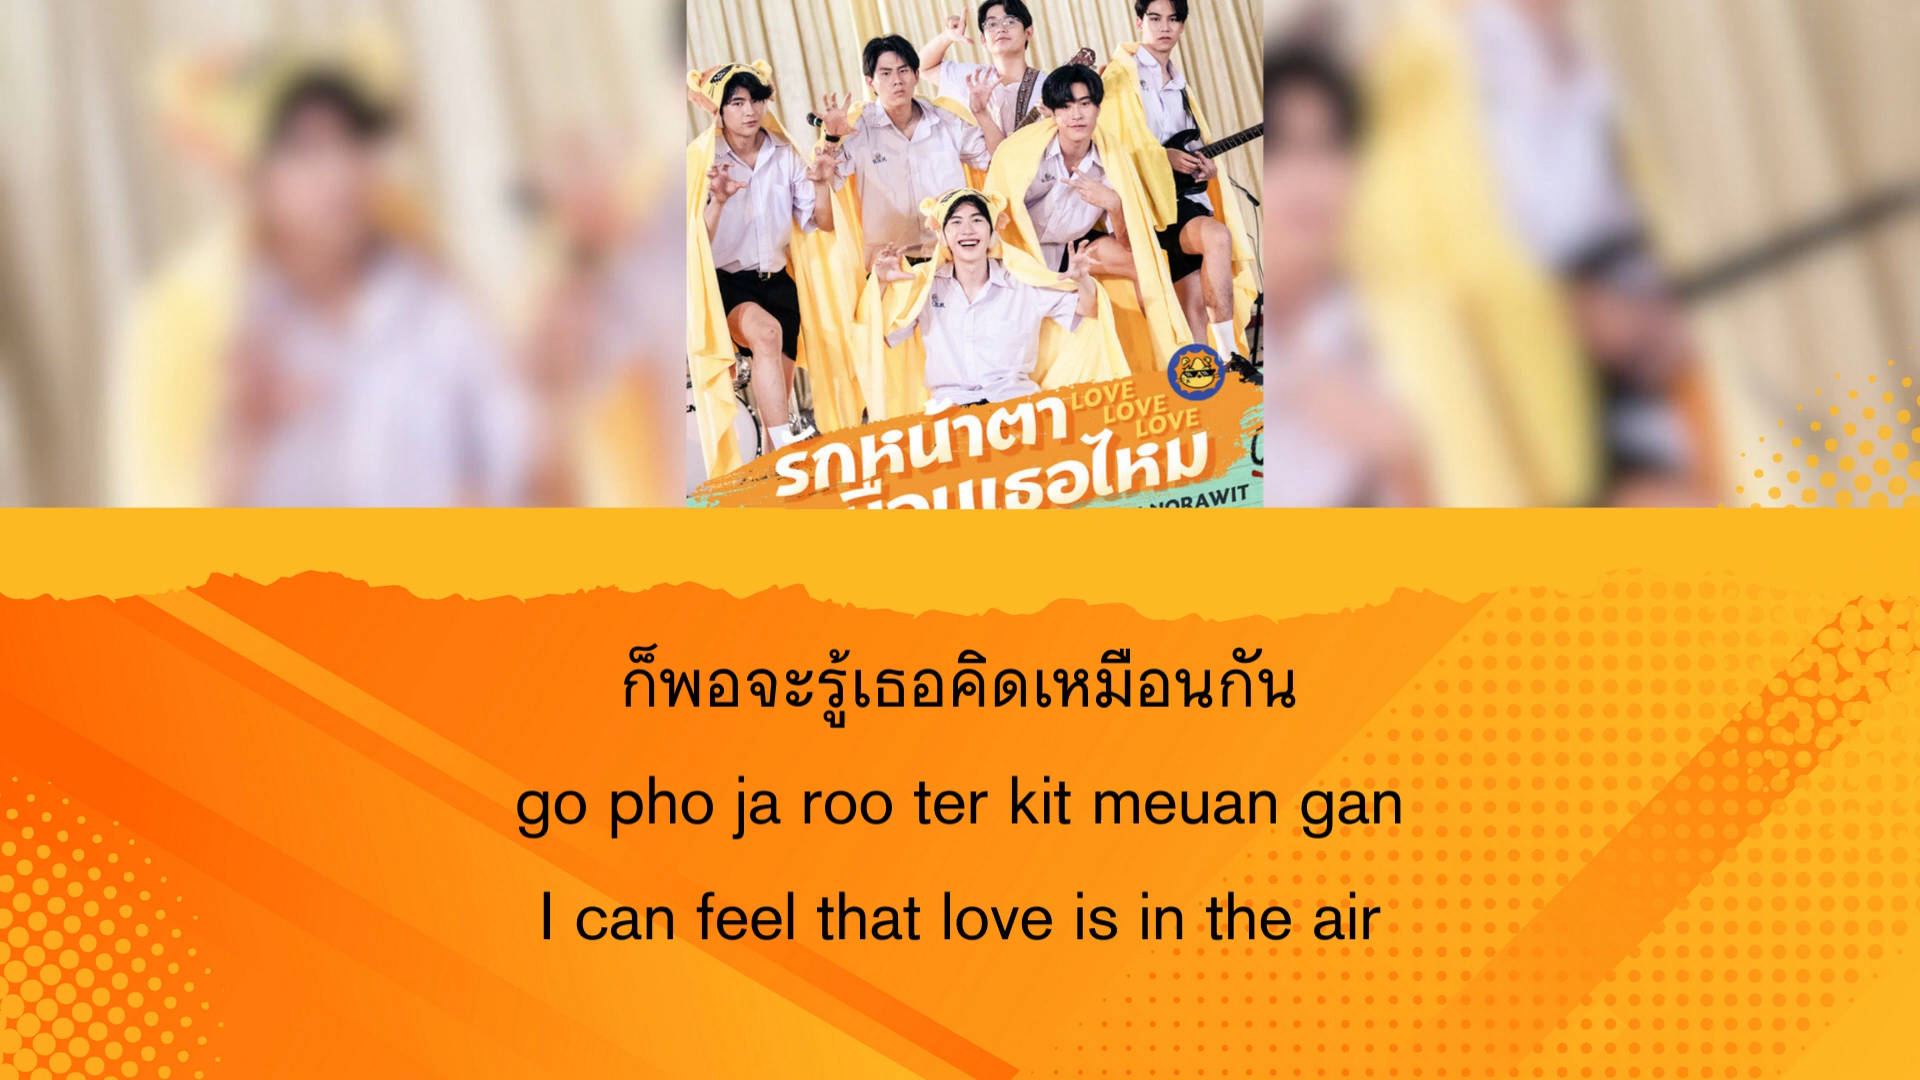 LOVE
LOVE
LOVE
รักหน้าตา
เหมือนเธอไหม
NORAWIT
ก็พอจะรู้เธอคิดเหมือนกัน
go pho ja roo ter kit meuan gan
I can feel that love is in the air